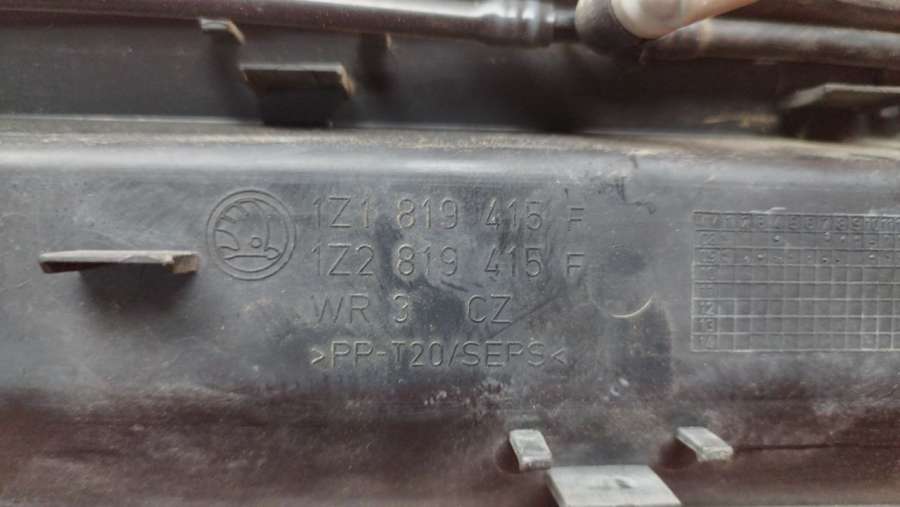 1Z1 819 415 F
1Z2 819 415 F
WR 3 CZ
>PP-T20/SEPS<